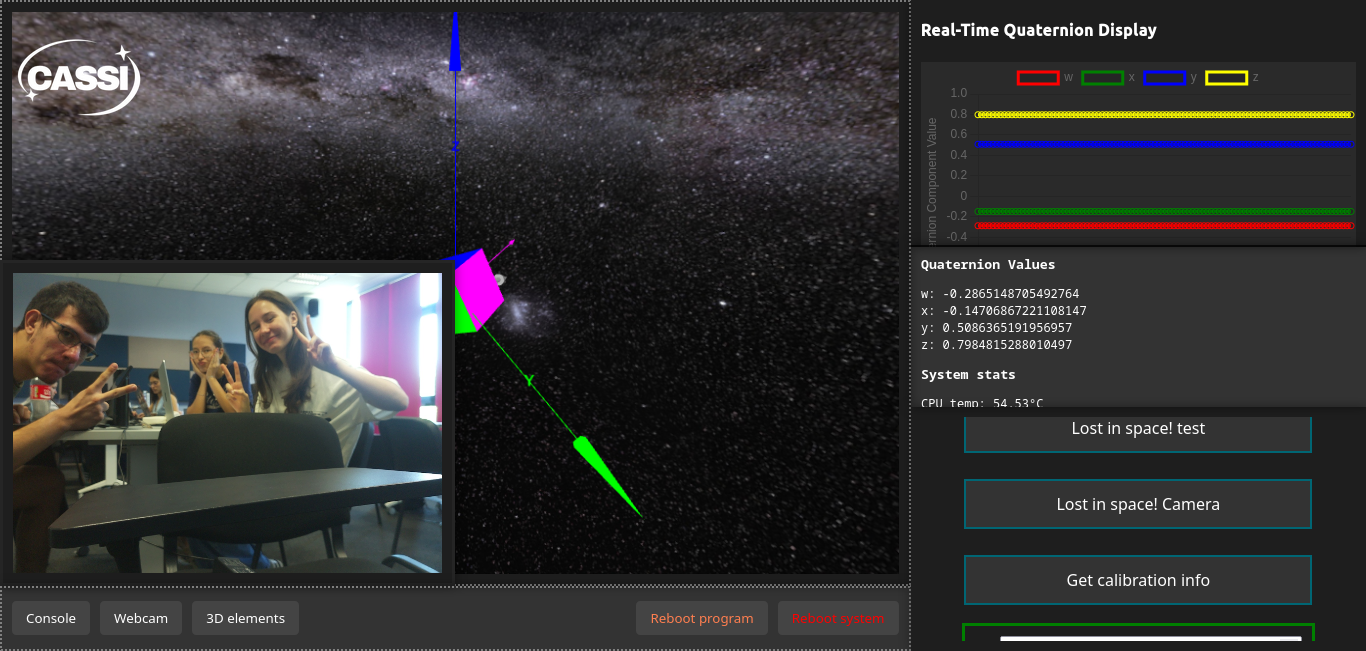 CASSI
Z
Y
Real-Time Quaternion Display
w x y z
1.0
0.8
0.6
0.4
0.2
0
-0.2
-0.4
Component Value
Quaternion Values
w: -0.2865148705492764
x: -0.14706867221108147
y: 0.5086365191956957
z: 0.7984815288010497
System stats
CPU temp: 54.53°C
Lost in space! test
Lost in space! Camera
Get calibration info
Console
Webcam
3D elements
Reboot program
Reboot system